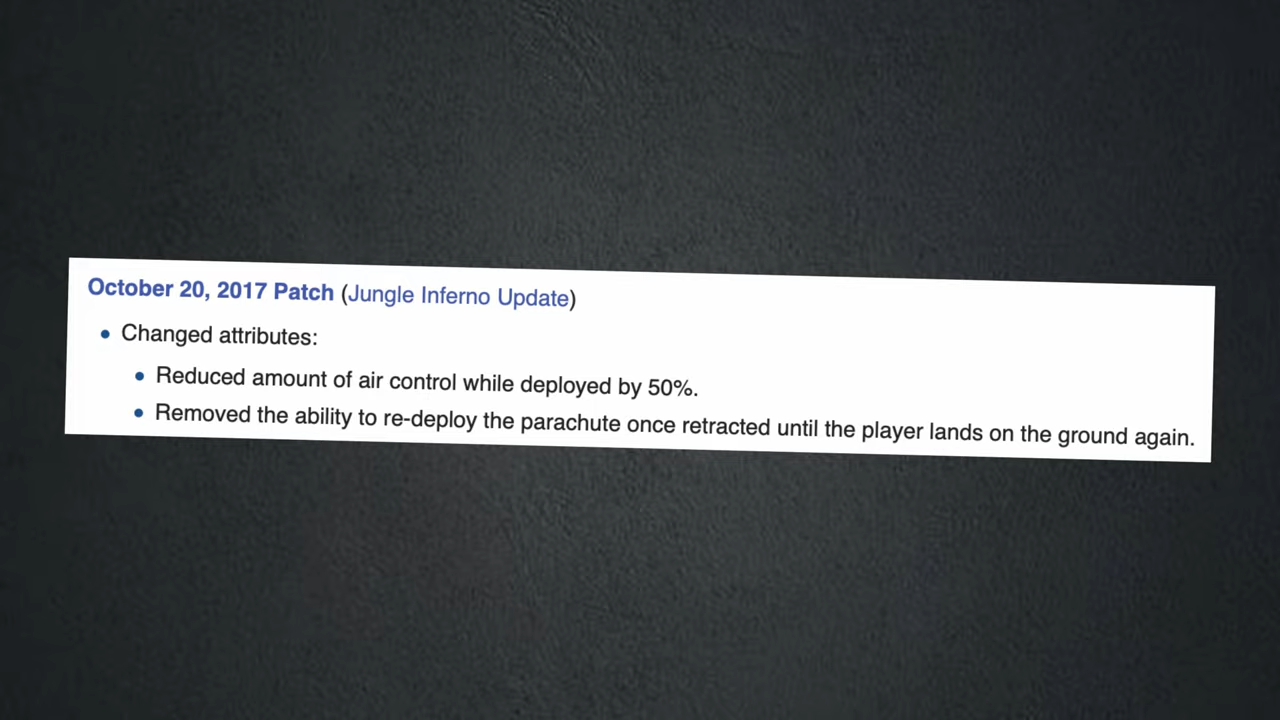 October 20, 2017 Patch (Jungle Inferno Update)
Changed attributes:
Reduced amount of air control while deployed by 50%.
Removed the ability to re-deploy the parachute once retracted until the player lands on the ground again.